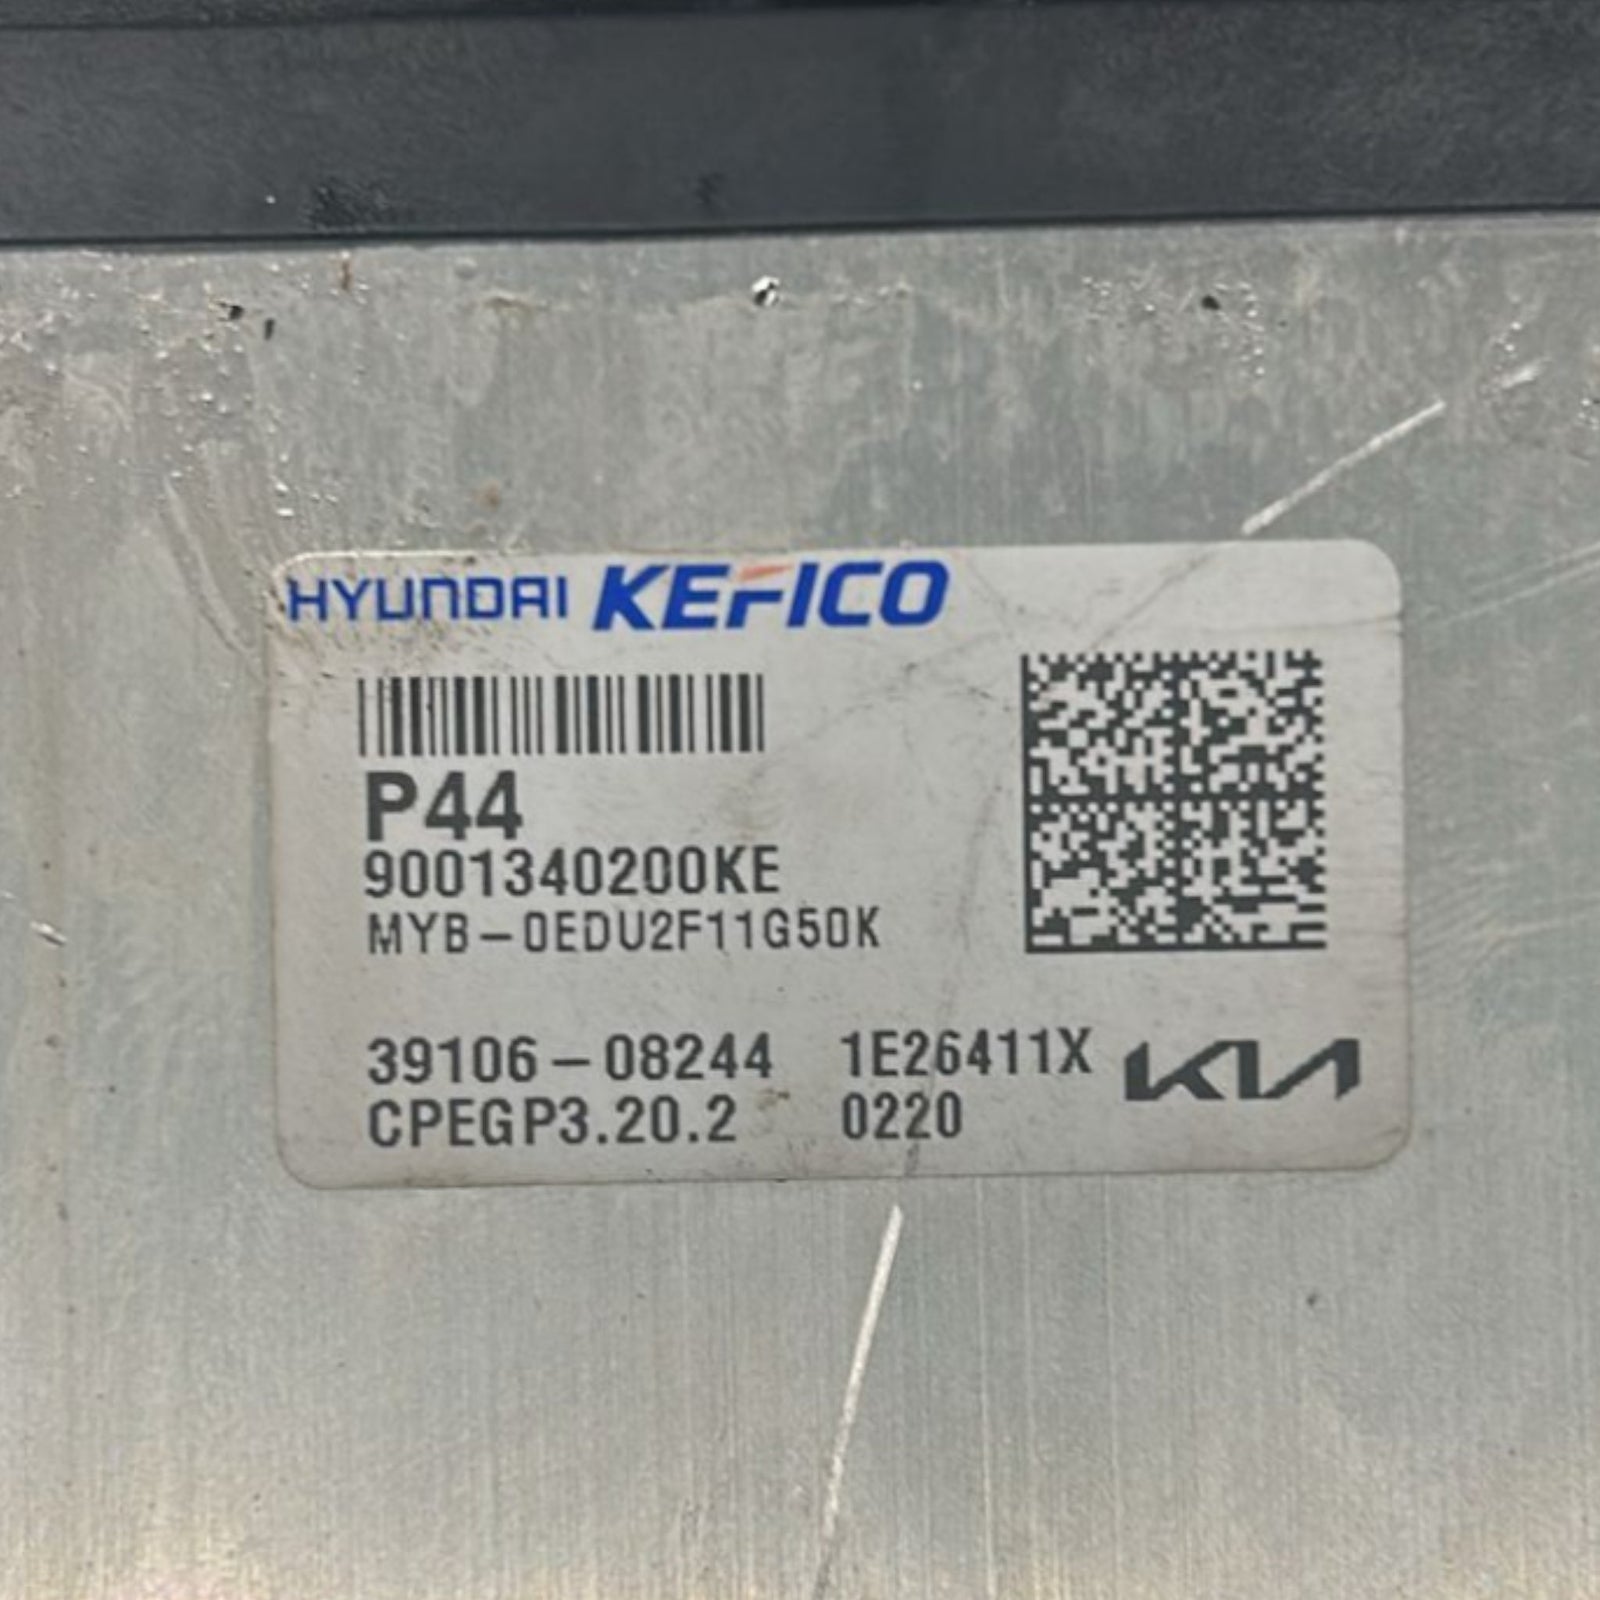 HYUNDAI KEFICO
P44
9001340200KE
MYB-0EDU2F11G50K
39106-08244 1E26411X
CPEGP3.20.2 0220
KIA